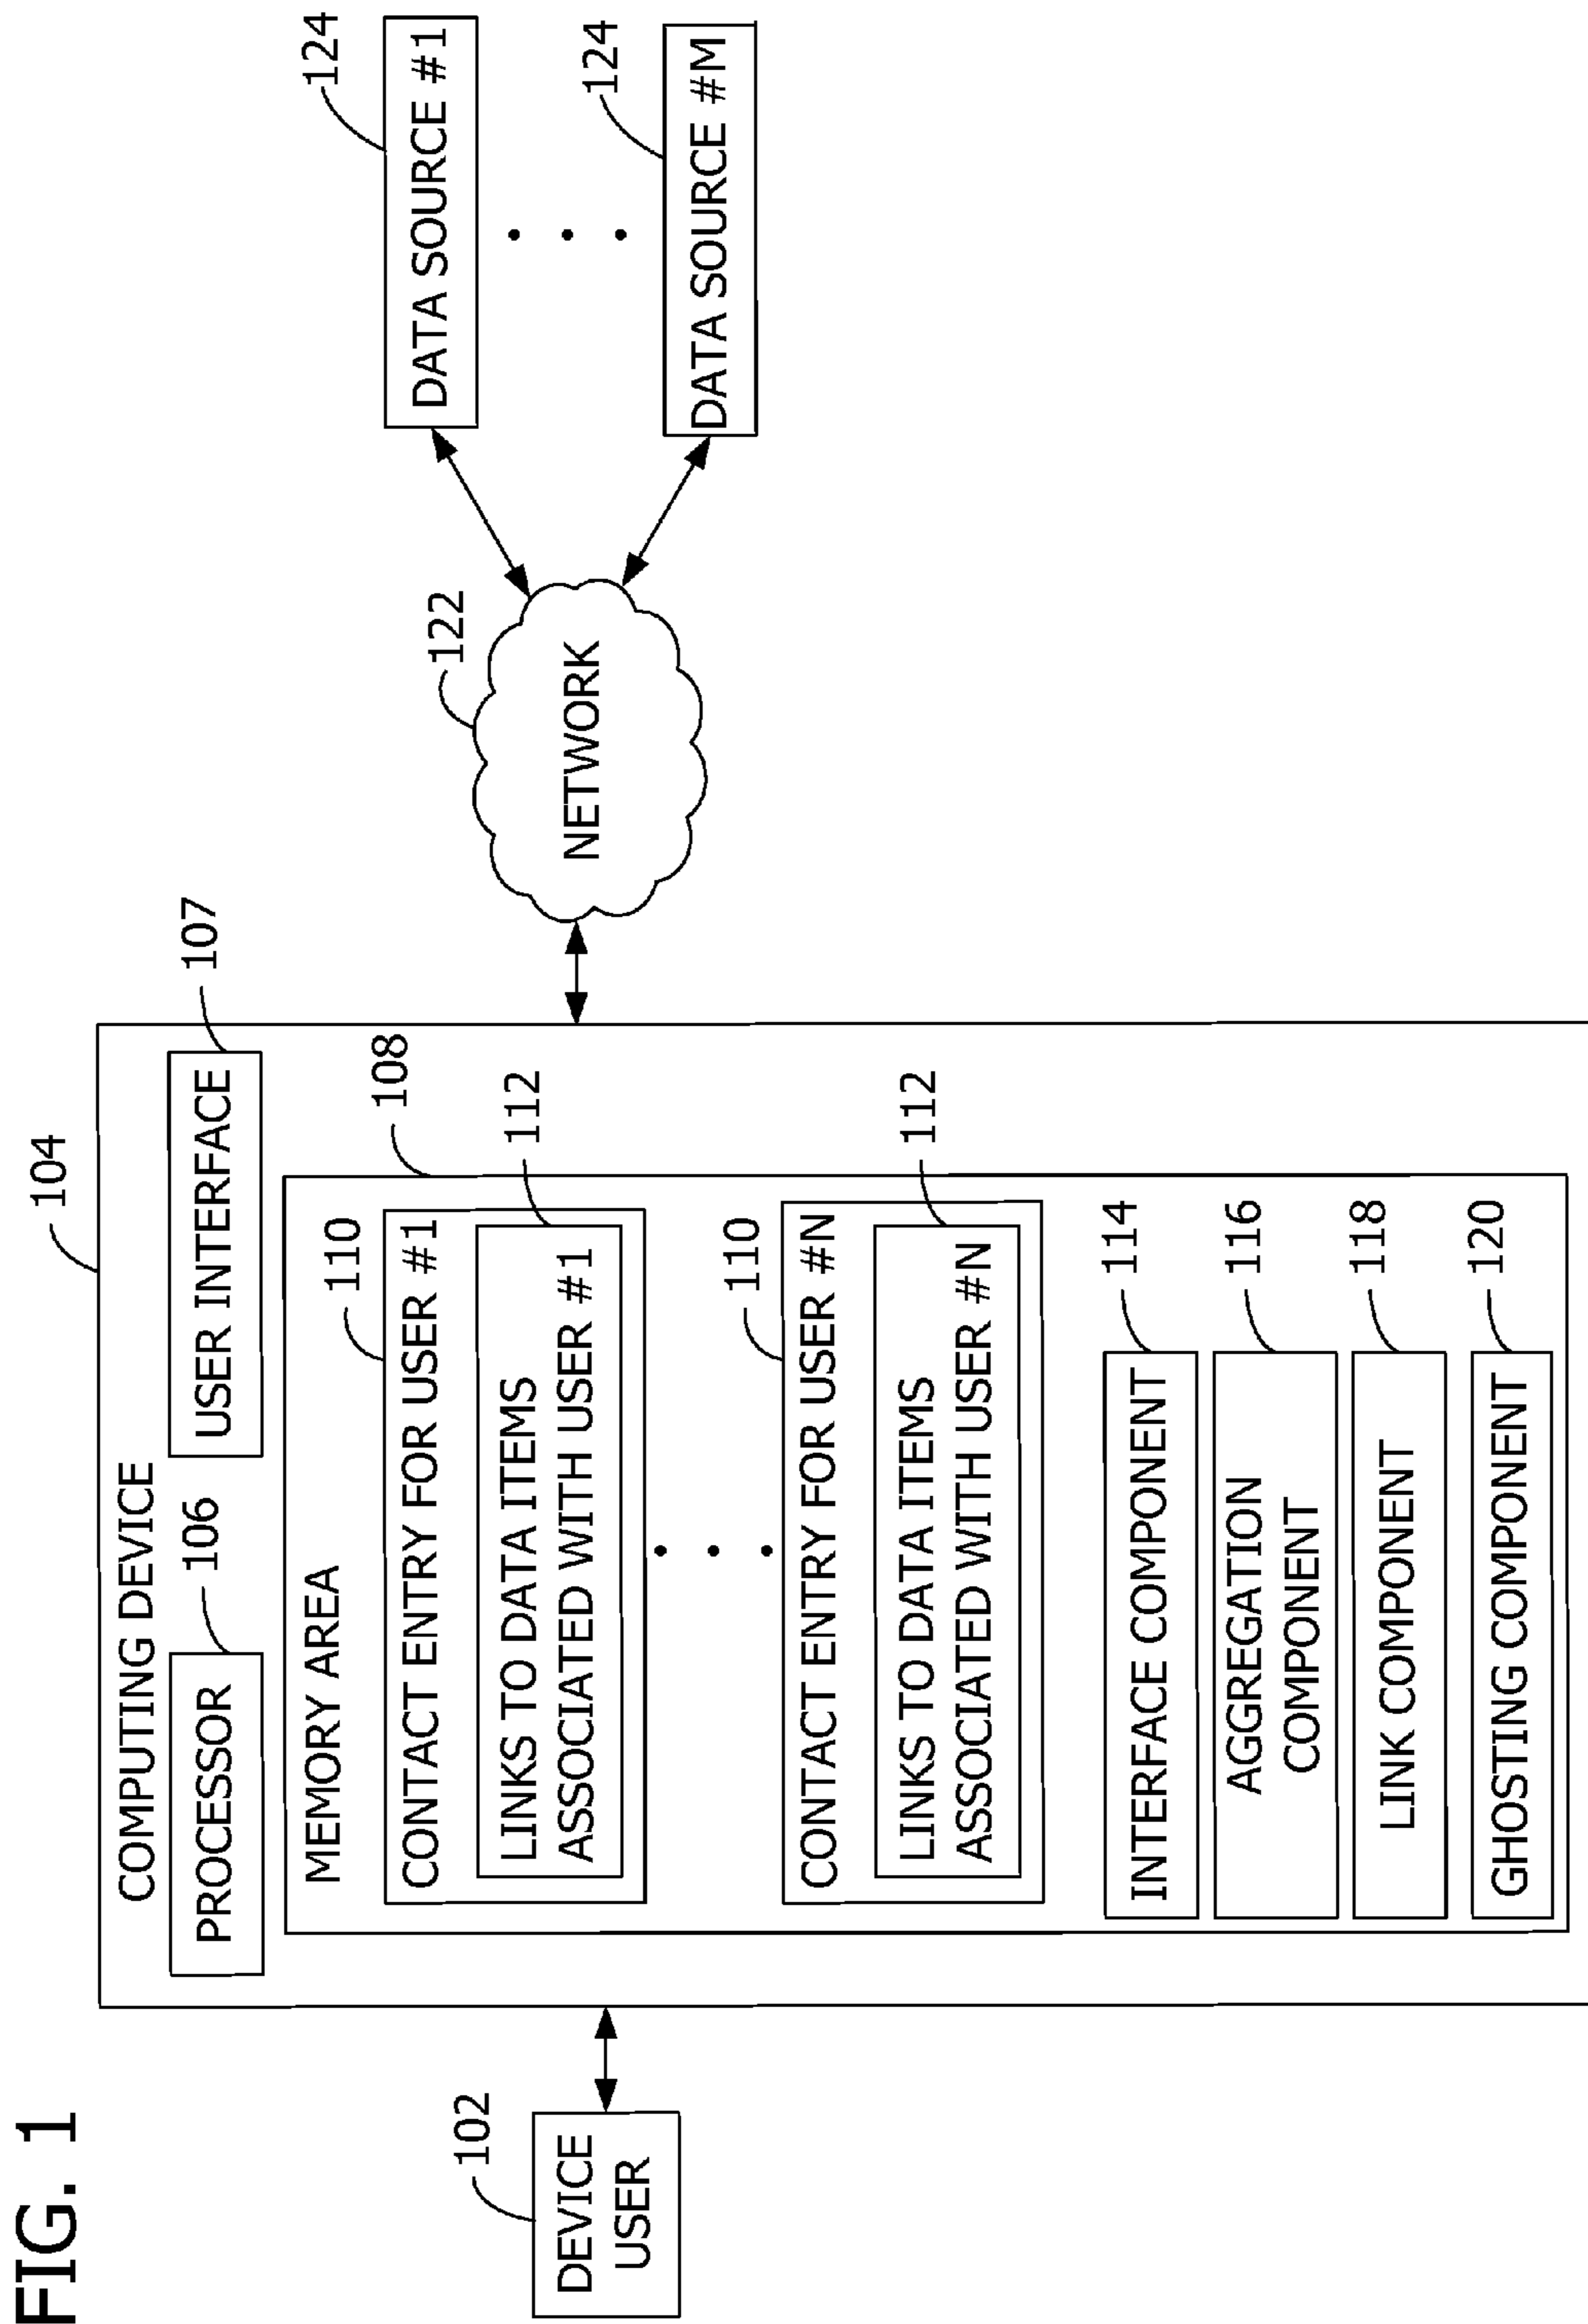 FIG. 1
104
COMPUTING DEVICE
106
107
PROCESSOR
USER INTERFACE
108
MEMORY AREA
110
CONTACT ENTRY FOR USER #1
112
LINKS TO DATA ITEMS
ASSOCIATED WITH USER #1
110
CONTACT ENTRY FOR USER #N
112
LINKS TO DATA ITEMS
ASSOCIATED WITH USER #N
114
INTERFACE COMPONENT
116
AGGREGATION
COMPONENT
118
LINK COMPONENT
120
GHOSTING COMPONENT
102
DEVICE
USER
122
NETWORK
124
DATA SOURCE #1
124
DATA SOURCE #M